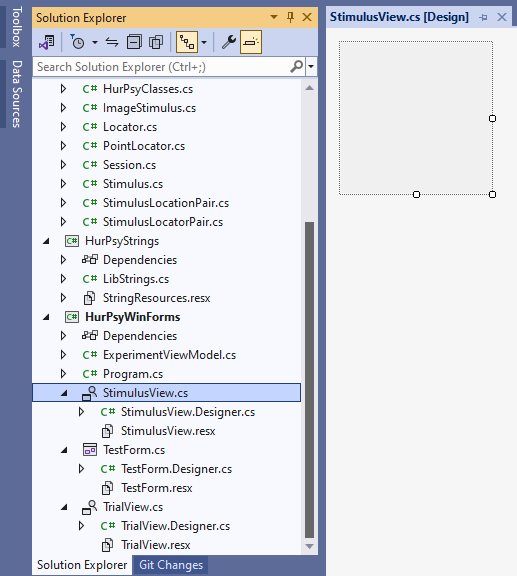 Toolbox
Data Sources
Solution Explorer
Search Solution Explorer (Ctrl+;)
C# HurPsyClasses.cs
C# ImageStimulus.cs
C# Locator.cs
C# PointLocator.cs
C# Session.cs
C# Stimulus.cs
C# StimulusLocationPair.cs
C# StimulusLocatorPair.cs
C# HurPsyStrings
Dependencies
C# LibStrings.cs
StringResources.resx
C# HurPsyWinForms
Dependencies
C# ExperimentViewModel.cs
C# Program.cs
StimulusView.cs
C# StimulusView.Designer.cs
StimulusView.resx
TestForm.cs
C# TestForm.Designer.cs
TestForm.resx
TrialView.cs
C# TrialView.Designer.cs
TrialView.resx
Solution Explorer Git Changes
StimulusView.cs [Design]